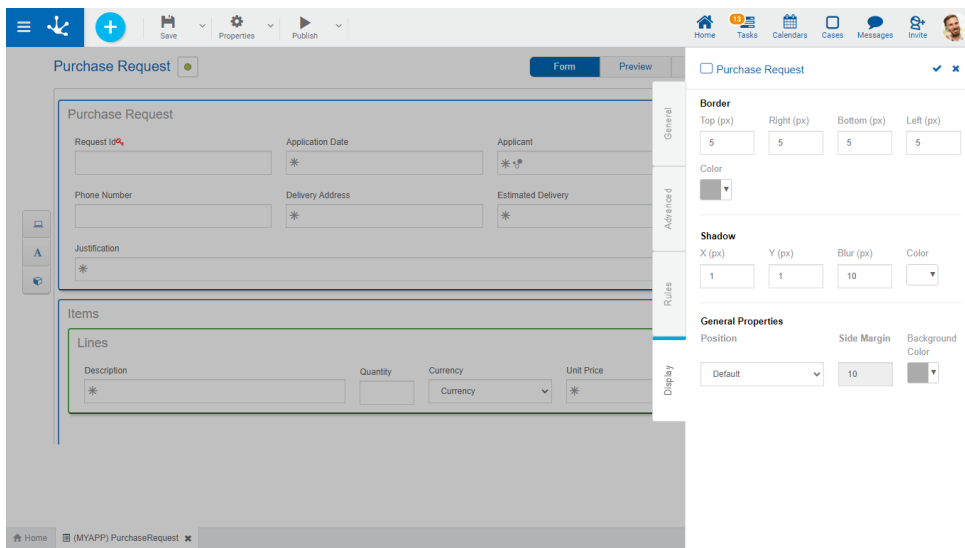 Save
Properties
Publish
13
Home
Tasks
Calendars
Cases
Messages
Invite
Purchase Request
Form
Preview
Purchase Request
Request Id
Application Date
Applicant
Phone Number
Delivery Address
Estimated Delivery
Justification
A
Items
Lines
Description
Quantity
Currency
Unit Price
Currency
General
Advanced
Rules
Display
Purchase Request
Border
Top (px)
Right (px)
Bottom (px)
Left (px)
5
5
5
5
Color
Shadow
X (px)
Y (px)
Blur (px)
Color
1
1
10
General Properties
Position
Side Margin
Background
Color
Default
10
Home
(MYAPP) PurchaseRequest